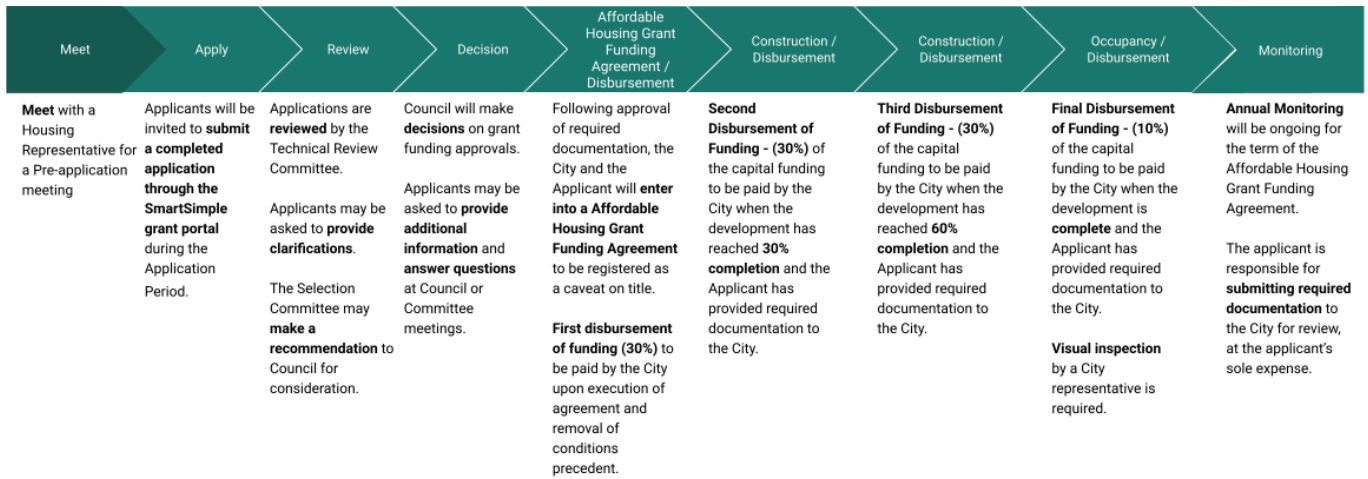 Meet
Apply
Review
Decision
Affordable
Housing Grant
Funding
Agreement /
Disbursement
Construction /
Disbursement
Construction /
Disbursement
Occupancy /
Disbursement
Monitoring
Meet with a
Housing
Representative for
a Pre-application
meeting
Applicants will be
invited to submit
a completed
application
through the
SmartSimple
grant portal
during the
Application
Period.
Applications are
reviewed by the
Technical Review
Committee.
Applicants may be
asked to provide
clarifications.
The Selection
Committee may
make a
recommendation to
Council for
consideration.
Council will make
decisions on grant
funding approvals.
Applicants may be
asked to provide
additional
information and
answer questions
at Council or
Committee
meetings.
Following approval
of required
documentation, the
City and the
Applicant will enter
into a Affordable
Housing Grant
Funding Agreement
to be registered as
a caveat on title.
First disbursement
of funding (30%) to
be paid by the City
upon execution of
agreement and
removal of
conditions
precedent.
Second
Disbursement of
Funding - (30%) of
the capital funding
to be paid by the
City when the
development has
reached 30%
completion and the
Applicant has
provided required
documentation to
the City.
Third Disbursement
of Funding - (30%)
of the capital
funding to be paid
by the City when the
development has
reached 60%
completion and the
Applicant has
provided required
documentation to
the City.
Final Disbursement
of Funding - (10%)
of the capital
funding to be paid
by the City when the
development is
complete and the
Applicant has
provided required
documentation to
the City.
Visual inspection
by a City
representative is
required.
Annual Monitoring
will be ongoing for
the term of the
Affordable Housing
Grant Funding
Agreement.
The applicant is
responsible for
submitting required
documentation to
the City for review,
at the applicant's
sole expense.